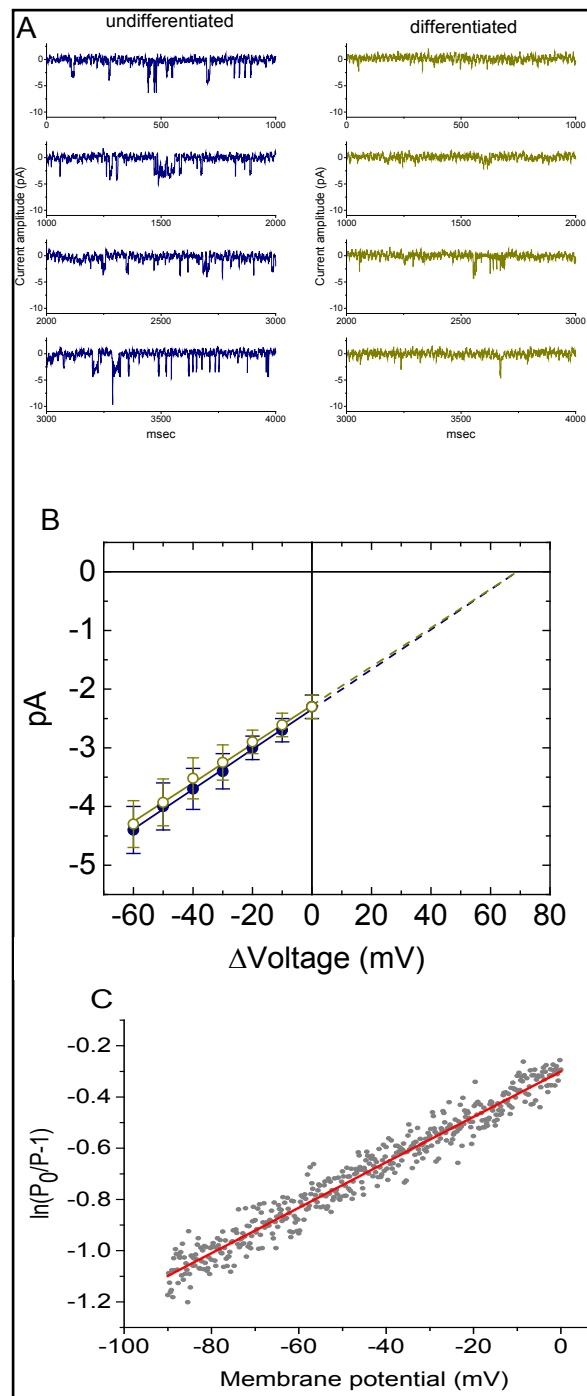 A
undifferentiated
differentiated
Current amplitude (pA)
0
-5
-10
0 500 1000
0
-5
-10
0 500 1000
0
-5
-10
1000 1500 2000
0
-5
-10
1000 1500 2000
0
-5
-10
2000 2500 3000
0
-5
-10
2000 2500 3000
0
-5
-10
3000 3500 4000
msec
0
-5
-10
3000 3500 4000
msec
B
pA
0
-1
-2
-3
-4
-5
-60 -40 -20 0 20 40 60 80
ΔVoltage (mV)
C
ln(P0/P-1)
-0.2
-0.4
-0.6
-0.8
-1.0
-1.2
-100 -80 -60 -40 -20 0
Membrane potential (mV)